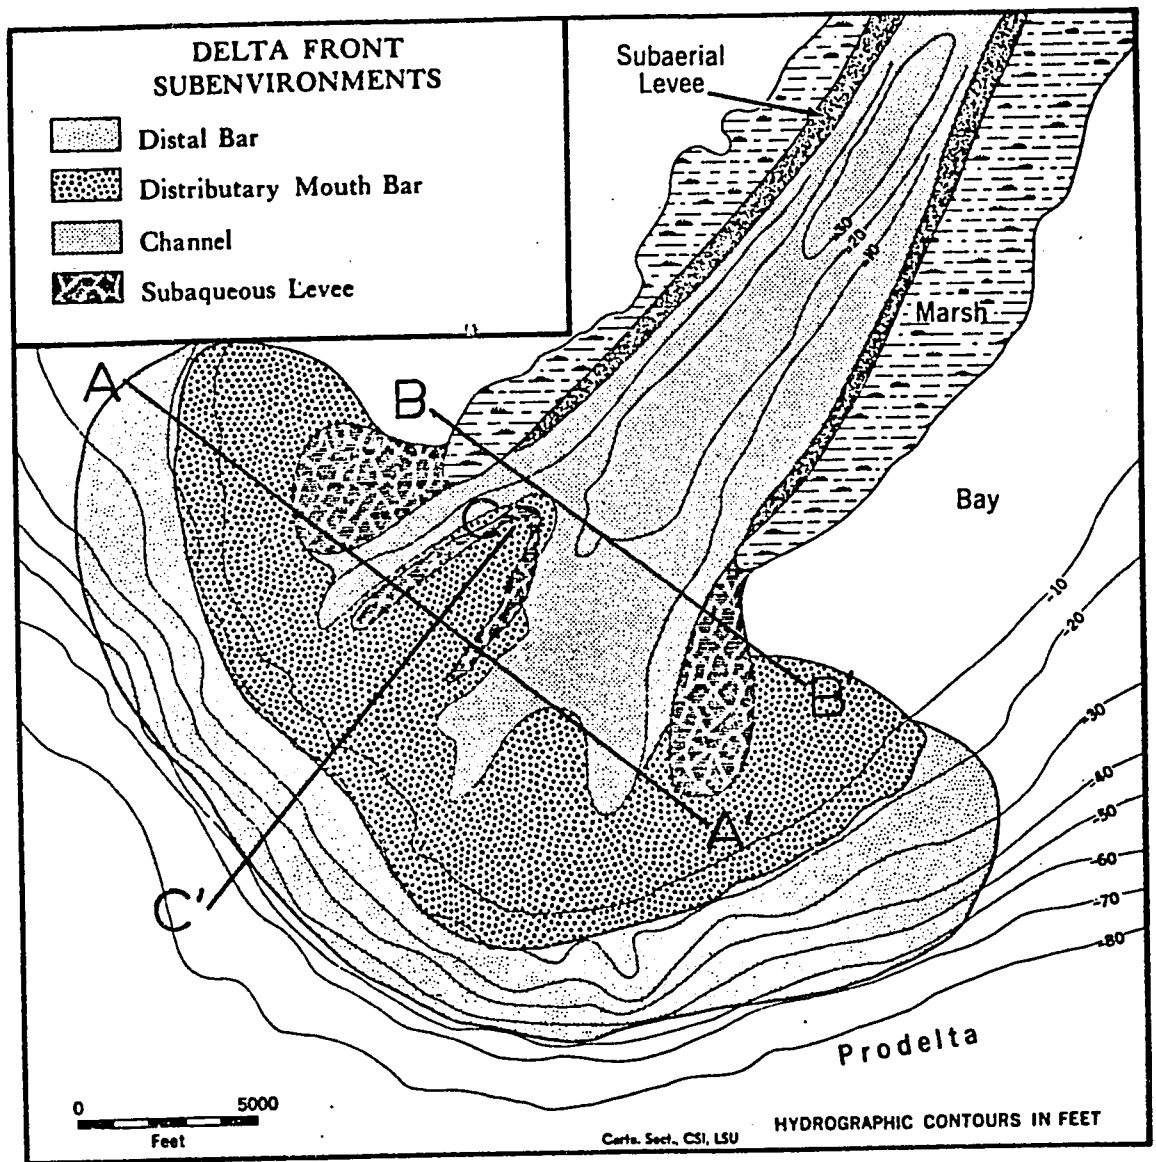 DELTA FRONT
SUBENVIRONMENTS
Distal Bar
Distributary Mouth Bar
Channel
Subaqueous Levee
Subaerial
Levee
-30
-20
-10
Marsh
A
B
C
Bay
-10
-20
B'
-30
-40
A'
-50
-60
C'
-70
-80
Prodelta
0
5000
Feet
Carto. Sect., CSI, LSU
HYDROGRAPHIC CONTOURS IN FEET